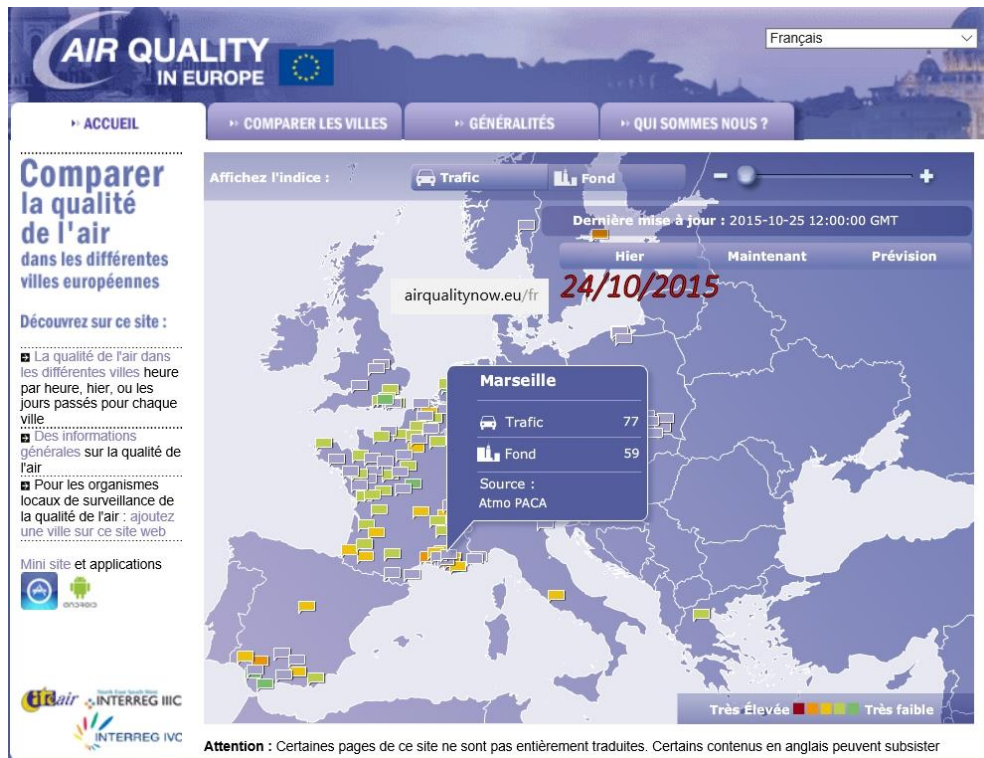 AIR QUALITY
IN EUROPE
Français
ACCUEIL
COMPARER LES VILLES
GÉNÉRALITÉS
QUI SOMMES NOUS ?
Comparer
la qualité
de l'air
dans les différentes
villes européennes
Découvrez sur ce site :
La qualité de l'air dans
les différentes villes heure
par heure, hier, ou les
jours passés pour chaque
ville
Des informations
générales sur la qualité de
l'air
Pour les organismes
locaux de surveillance de
la qualité de l'air : ajoutez
une ville sur ce site web
Mini site et applications
ANDROID
air
INTERREG IIIC
INTERREG IVC
Affichez l'indice :
Trafic
Fond
Dernière mise à jour : 2015-10-25 12:00:00 GMT
Hier
Maintenant
Prévision
airqualitynow.eu/fr
24/10/2015
Marseille
Trafic 77
Fond 59
Source :
Atmo PACA
Très Élevée
Très faible
Attention : Certaines pages de ce site ne sont pas entièrement traduites. Certains contenus en anglais peuvent subsister